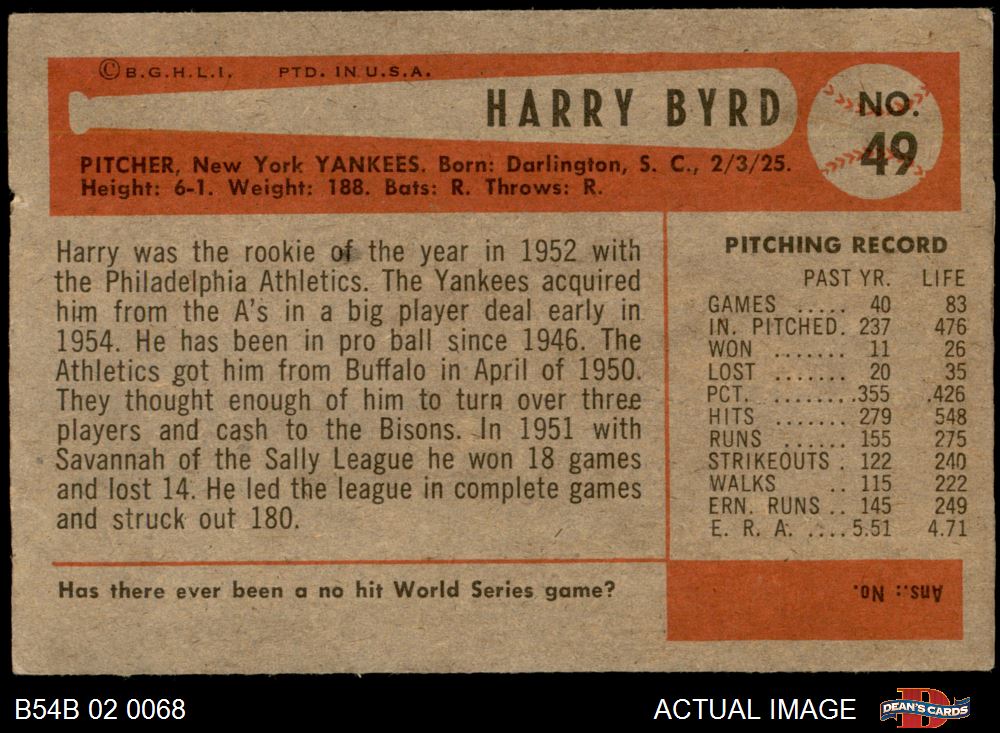 © B.G.H.L.I. PTD. IN U.S.A.
HARRY BYRD
NO.
49
PITCHER, New York YANKEES. Born: Darlington, S. C., 2/3/25.
Height: 6-1. Weight: 188. Bats: R. Throws: R.
Harry was the rookie of the year in 1952 with
the Philadelphia Athletics. The Yankees acquired
him from the A's in a big player deal early in
1954. He has been in pro ball since 1946. The
Athletics got him from Buffalo in April of 1950.
They thought enough of him to turn over three
players and cash to the Bisons. In 1951 with
Savannah of the Sally League he won 18 games
and lost 14. He led the league in complete games
and struck out 180.
PITCHING RECORD
PAST YR. LIFE
GAMES ..... 40 83
IN. PITCHED. 237 476
WON ....... 11 26
LOST ....... 20 35
PCT. ........ .355 .426
HITS ....... 279 548
RUNS ...... 155 275
STRIKEOUTS . 122 240
WALKS .. 115 222
ERN. RUNS .. 145 249
E. R. A. .... 5.51 4.71
Has there ever been a no hit World Series game?
Ans.: No.
B54B 02 0068
ACTUAL IMAGE
D
DEAN'S CARDS